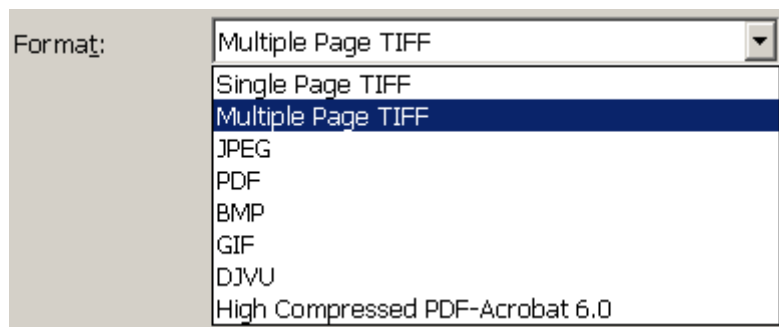 Format: Multiple Page TIFF
Single Page TIFF
Multiple Page TIFF
JPEG
PDF
BMP
GIF
DJVU
High Compressed PDF-Acrobat 6.0